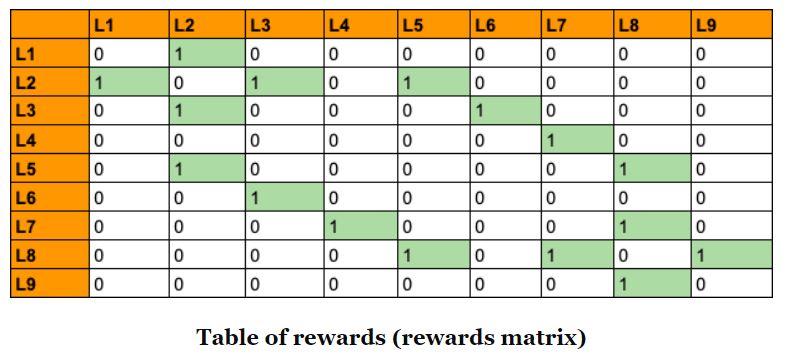 L1 L2 L3 L4 L5 L6 L7 L8 L9
L1 0 1 0 0 0 0 0 0 0
L2 1 0 1 0 1 0 0 0 0
L3 0 1 0 0 0 1 0 0 0
L4 0 0 0 0 0 0 1 0 0
L5 0 1 0 0 0 0 0 1 0
L6 0 0 1 0 0 0 0 0 0
L7 0 0 0 1 0 0 0 1 0
L8 0 0 0 0 1 0 1 0 1
L9 0 0 0 0 0 0 0 1 0
Table of rewards (rewards matrix)